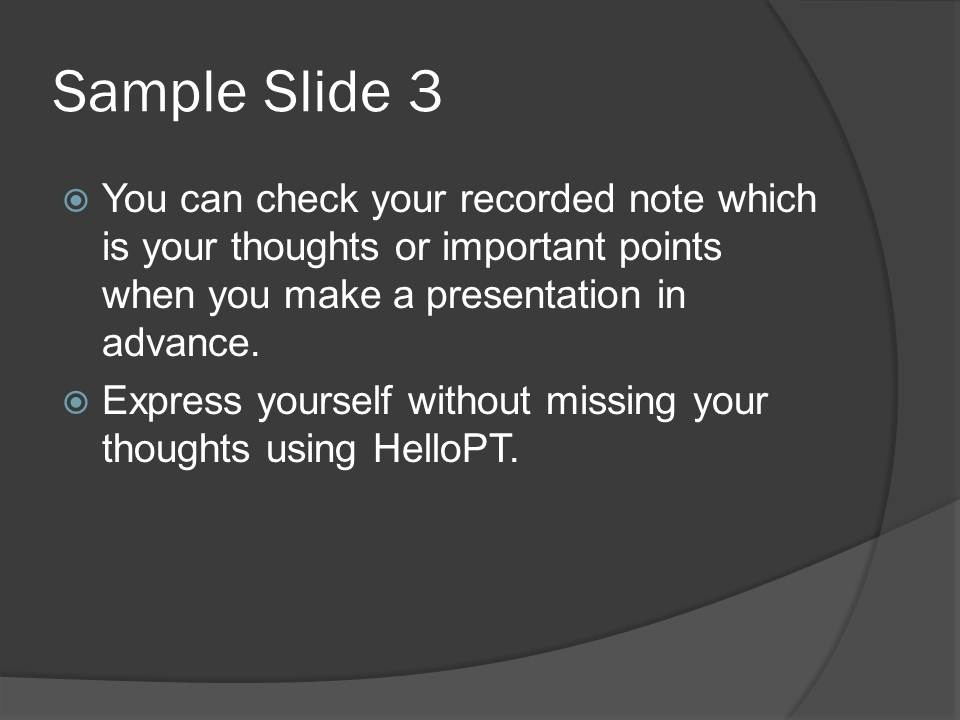 Sample Slide 3
You can check your recorded note which
is your thoughts or important points
when you make a presentation in
advance.
Express yourself without missing your
thoughts using HelloPT.